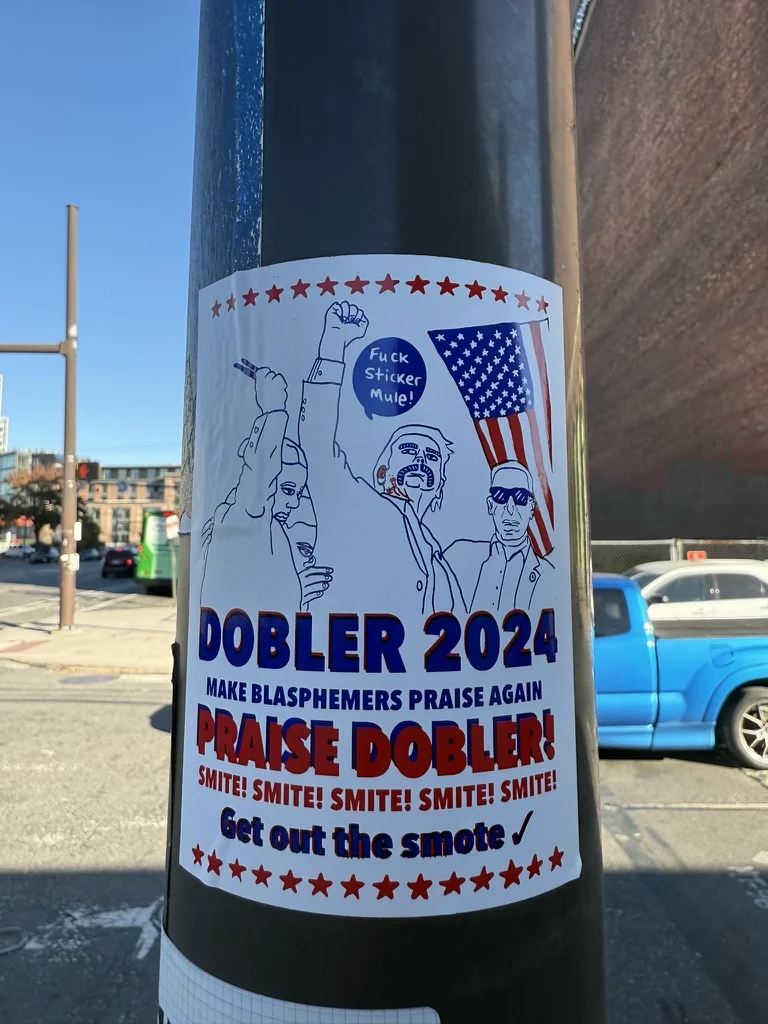 Fuck
Sticker
Mule!
DOBLER 2024
MAKE BLASPHEMERS PRAISE AGAIN
PRAISE DOBLER!
SMITE! SMITE! SMITE! SMITE! SMITE!
Get out the smote ✓